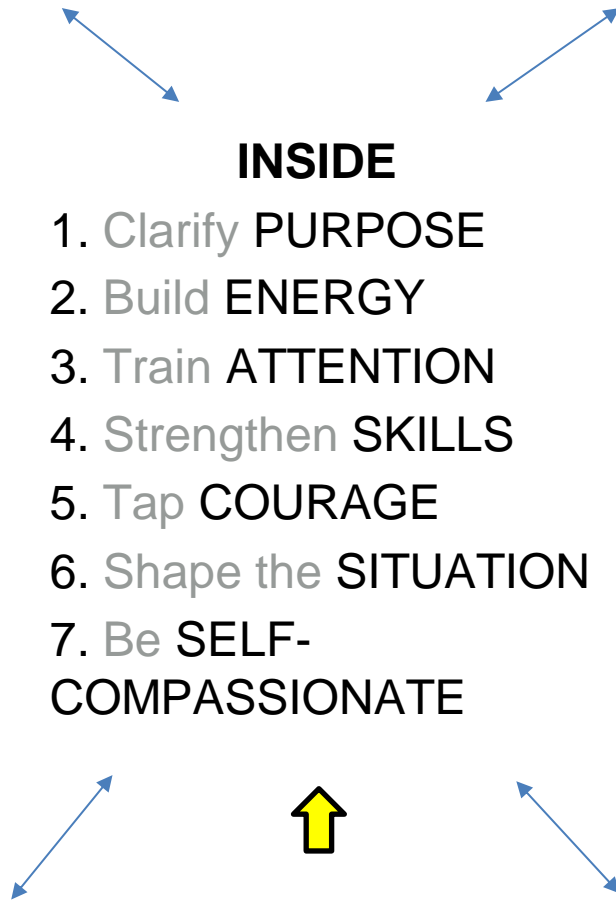 INSIDE
1. Clarify PURPOSE
2. Build ENERGY
3. Train ATTENTION
4. Strengthen SKILLS
5. Tap COURAGE
6. Shape the SITUATION
7. Be SELF-
COMPASSIONATE